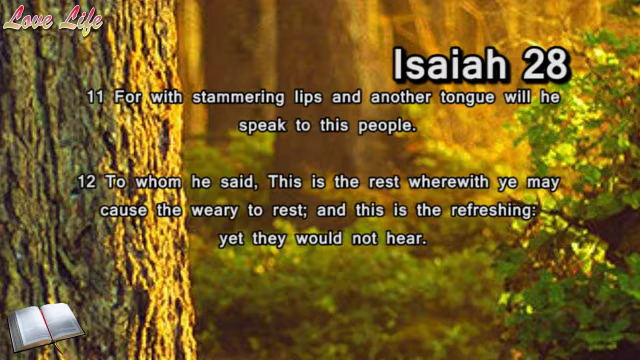 Love Life
Isaiah 28
11 For with stammering lips and another tongue will he
speak to this people.
12 To whom he said, This is the rest wherewith ye may
cause the weary to rest; and this is the refreshing:
yet they would not hear.